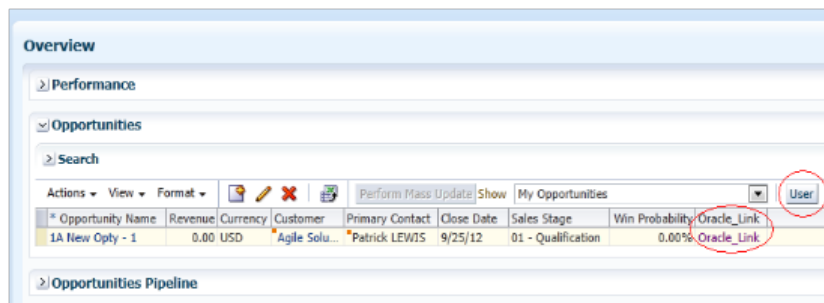 Overview
Performance
Opportunities
Search
Actions View Format Perform Mass Update Show My Opportunities User
* Opportunity Name Revenue Currency Customer Primary Contact Close Date Sales Stage Win Probability Oracle_Link
1A New Opty - 1 0.00 USD Agile Solu... Patrick LEWIS 9/25/12 01 - Qualification 0.00% Oracle_Link
Opportunities Pipeline